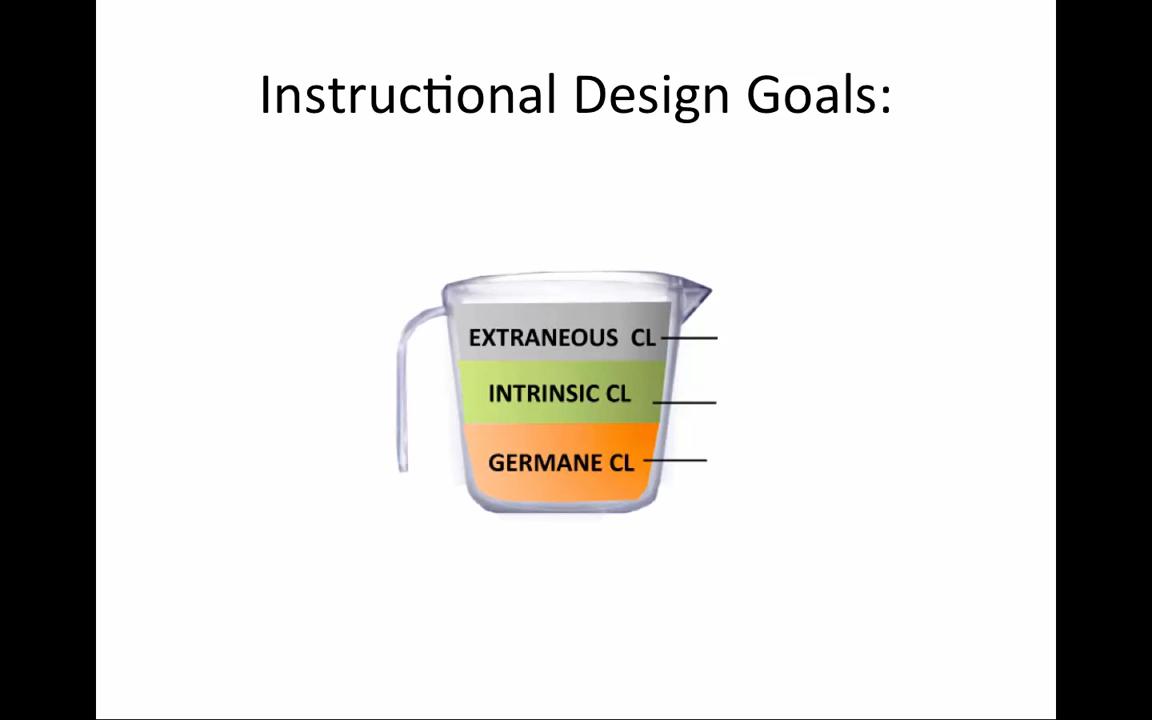 Instructional Design Goals:
EXTRANEOUS CL
INTRINSIC CL
GERMANE CL